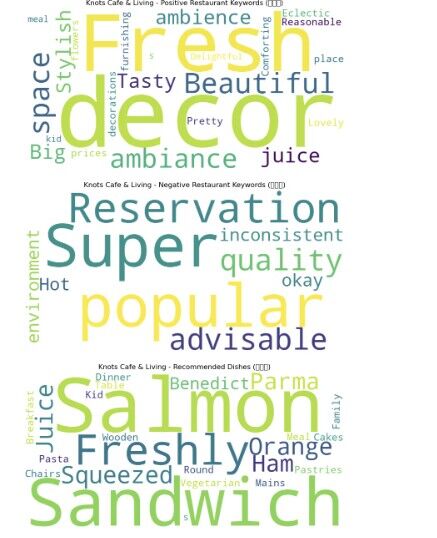 Knots Cafe & Living - Positive Restaurant Keywords (▯▯▯)
meal
Stylish
flowers
Fresh
furnishing
ambience
Eclectic
Reasonable
s
Delightful
Comforting
place
space
Tasty
Beautiful
decorations
decor
Pretty
Lovely
kid
Big
prices
ambiance
juice
Knots Cafe & Living - Negative Restaurant Keywords (▯▯▯)
Reservation
Super
inconsistent
quality
environment
Hot
okay
popular
advisable
Knots Cafe & Living - Recommended Dishes (▯▯▯)
Dinner
Table
Kid
Benedict
Parma
Breakfast
Juice
Salmon
Family
Wooden
Freshly
Orange
Meal
Cakes
Pasta
Ham
Chairs
Squeezed
Round
Pastries
Vegetarian
Mains
Sandwich
s